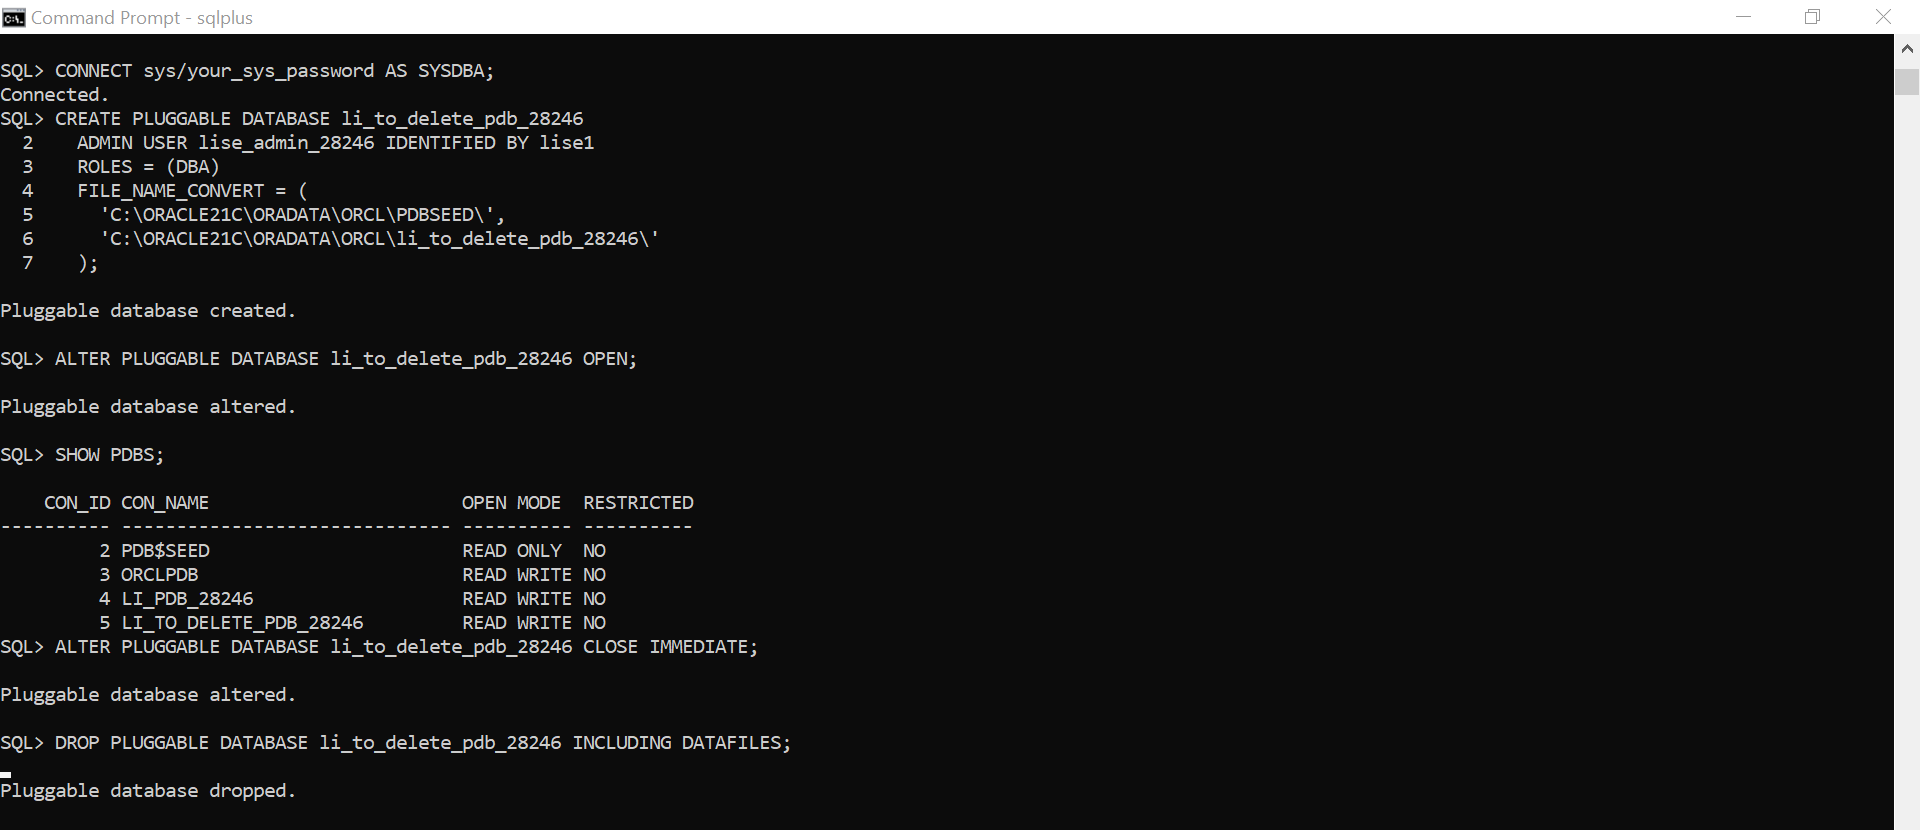 Command Prompt - sqlplus
SQL> CONNECT sys/your_sys_password AS SYSDBA;
Connected.
SQL> CREATE PLUGGABLE DATABASE li_to_delete_pdb_28246
  2    ADMIN USER lise_admin_28246 IDENTIFIED BY lise1
  3    ROLES = (DBA)
  4    FILE_NAME_CONVERT = (
  5      'C:\ORACLE21C\ORADATA\ORCL\PDBSEED\',
  6      'C:\ORACLE21C\ORADATA\ORCL\li_to_delete_pdb_28246\'
  7    );
Pluggable database created.
SQL> ALTER PLUGGABLE DATABASE li_to_delete_pdb_28246 OPEN;
Pluggable database altered.
SQL> SHOW PDBS;
    CON_ID CON_NAME                       OPEN MODE  RESTRICTED
---------- ------------------------------ ---------- ----------
         2 PDB$SEED                       READ ONLY  NO
         3 ORCLPDB                        READ WRITE NO
         4 LI_PDB_28246                   READ WRITE NO
         5 LI_TO_DELETE_PDB_28246         READ WRITE NO
SQL> ALTER PLUGGABLE DATABASE li_to_delete_pdb_28246 CLOSE IMMEDIATE;
Pluggable database altered.
SQL> DROP PLUGGABLE DATABASE li_to_delete_pdb_28246 INCLUDING DATAFILES;
Pluggable database dropped.